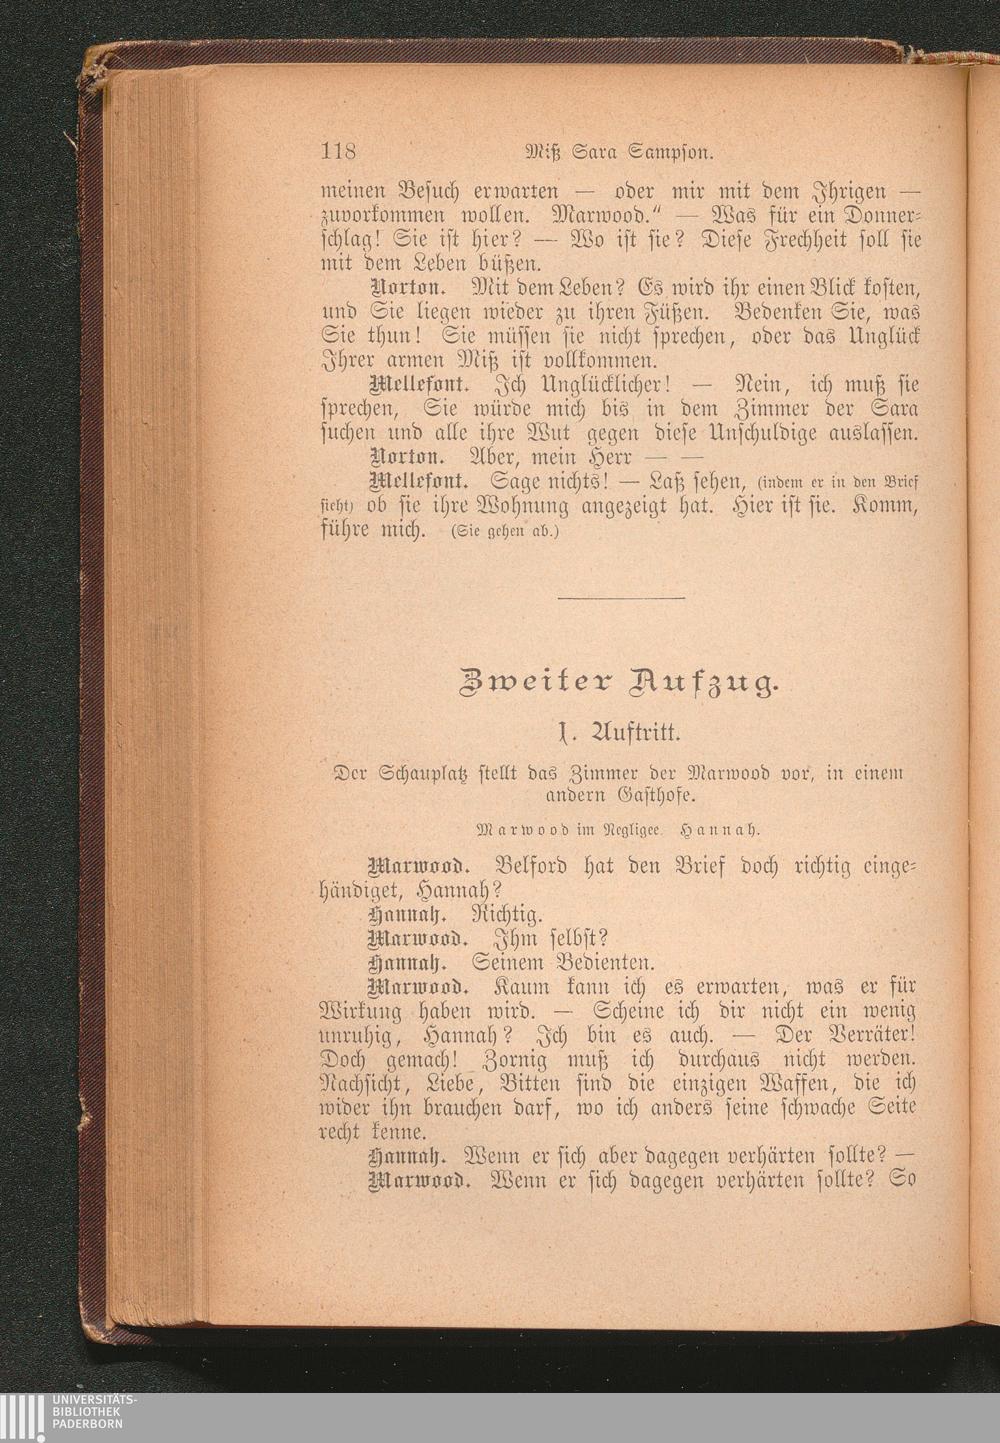 118 Miß Sara Sampson.
meinen Besuch erwarten — oder mir mit dem Ihrigen —
zuvorkommen wollen. Marwood.“ — Was für ein Donner-
schlag! Sie ist hier? — Wo ist sie? Diese Frechheit soll sie
mit dem Leben büßen.
Norton. Mit dem Leben? Es wird ihr einen Blick kosten,
und Sie liegen wieder zu ihren Füßen. Bedenken Sie, was
Sie thun! Sie müssen sie nicht sprechen, oder das Unglück
Ihrer armen Miß ist vollkommen.
Mellefont. Ich Unglücklicher! — Nein, ich muß sie
sprechen, Sie würde mich bis in dem Zimmer der Sara
suchen und alle ihre Wut gegen diese Unschuldige auslassen.
Norton. Aber, mein Herr — —
Mellefont. Sage nichts! — Laß sehen, (indem er in den Brief
sieht) ob sie ihre Wohnung angezeigt hat. Hier ist sie. Komm,
führe mich. (Sie gehen ab.)
Zweiter Aufzug.
1. Auftritt.
Der Schauplatz stellt das Zimmer der Marwood vor, in einem
andern Gasthofe.
Marwood im Negligee. Hannah.
Marwood. Belford hat den Brief doch richtig einge-
händiget, Hannah?
Hannah. Richtig.
Marwood. Ihm selbst?
Hannah. Seinem Bedienten.
Marwood. Kaum kann ich es erwarten, was er für
Wirkung haben wird. — Scheine ich dir nicht ein wenig
unruhig, Hannah? Ich bin es auch. — Der Verräter!
Doch gemach! Zornig muß ich durchaus nicht werden.
Nachsicht, Liebe, Bitten sind die einzigen Waffen, die ich
wider ihn brauchen darf, wo ich anders seine schwache Seite
recht kenne.
Hannah. Wenn er sich aber dagegen verhärten sollte? —
Marwood. Wenn er sich dagegen verhärten sollte? So
UNIVERSITÄTS-
BIBLIOTHEK
PADERBORN